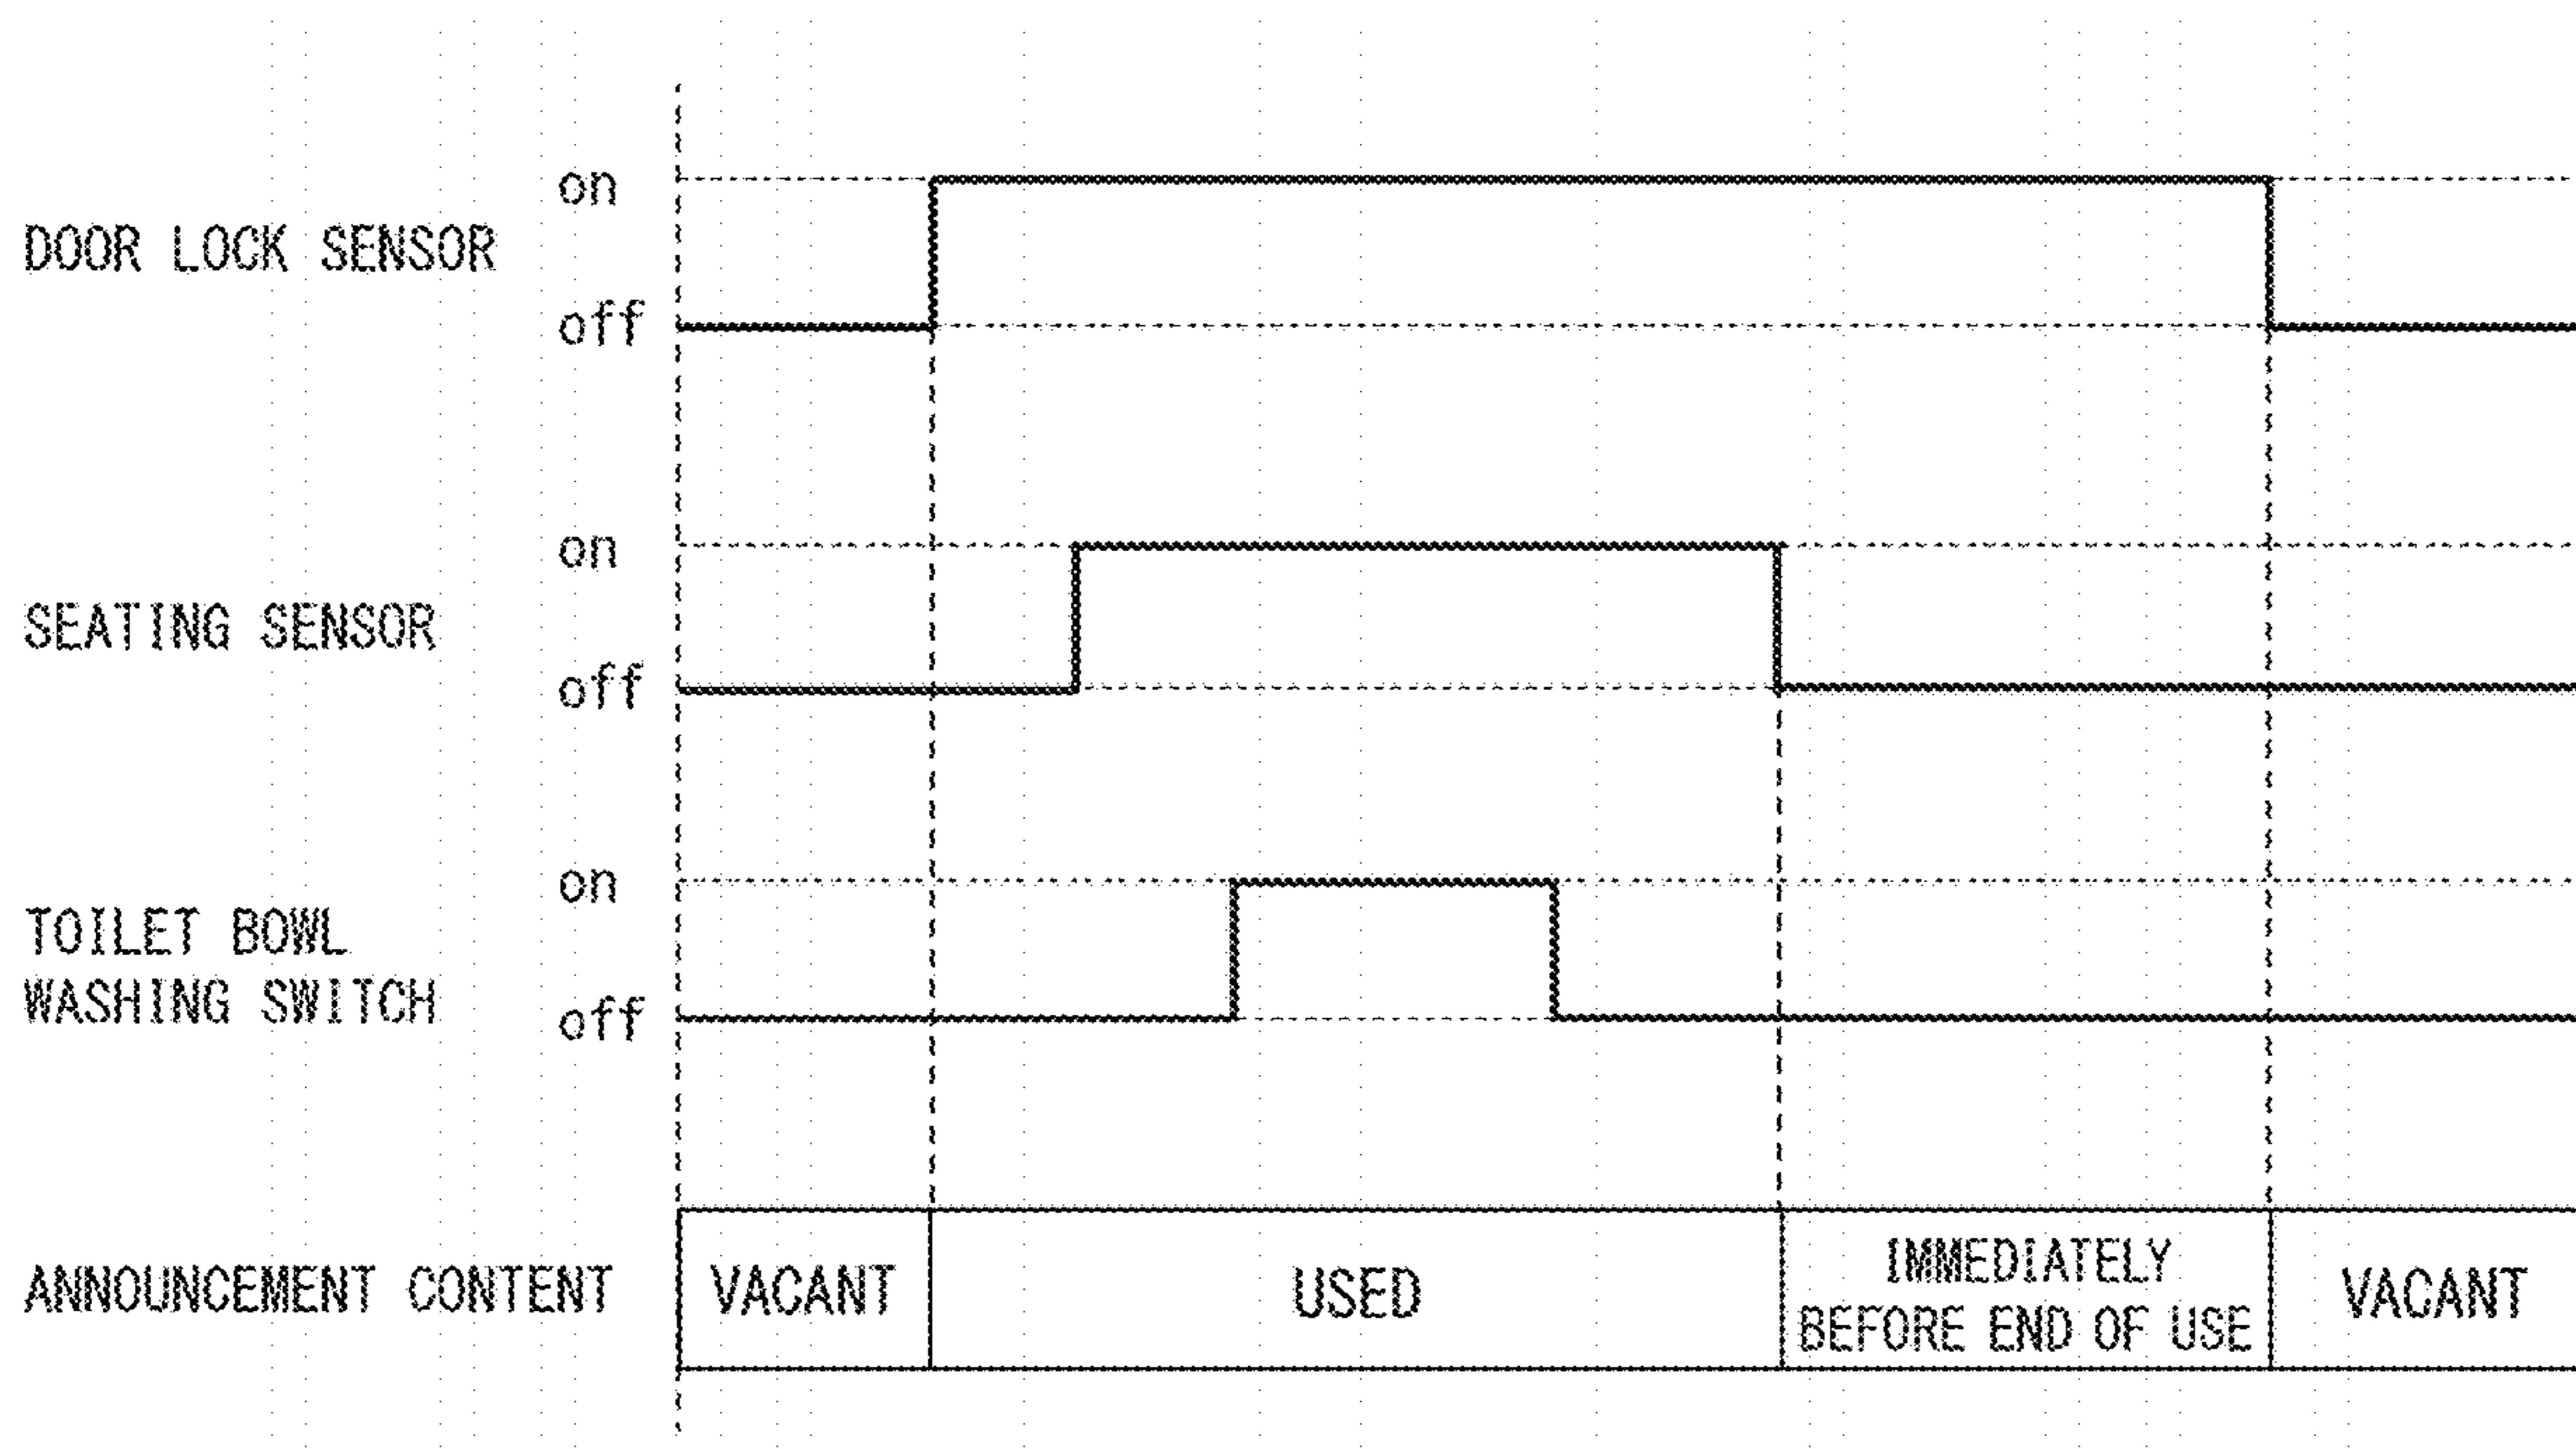 on
DOOR LOCK SENSOR
off
on
SEATING SENSOR
off
on
TOILET BOWL
WASHING SWITCH
off
ANNOUNCEMENT CONTENT
VACANT
USED
IMMEDIATELY
BEFORE END OF USE
VACANT